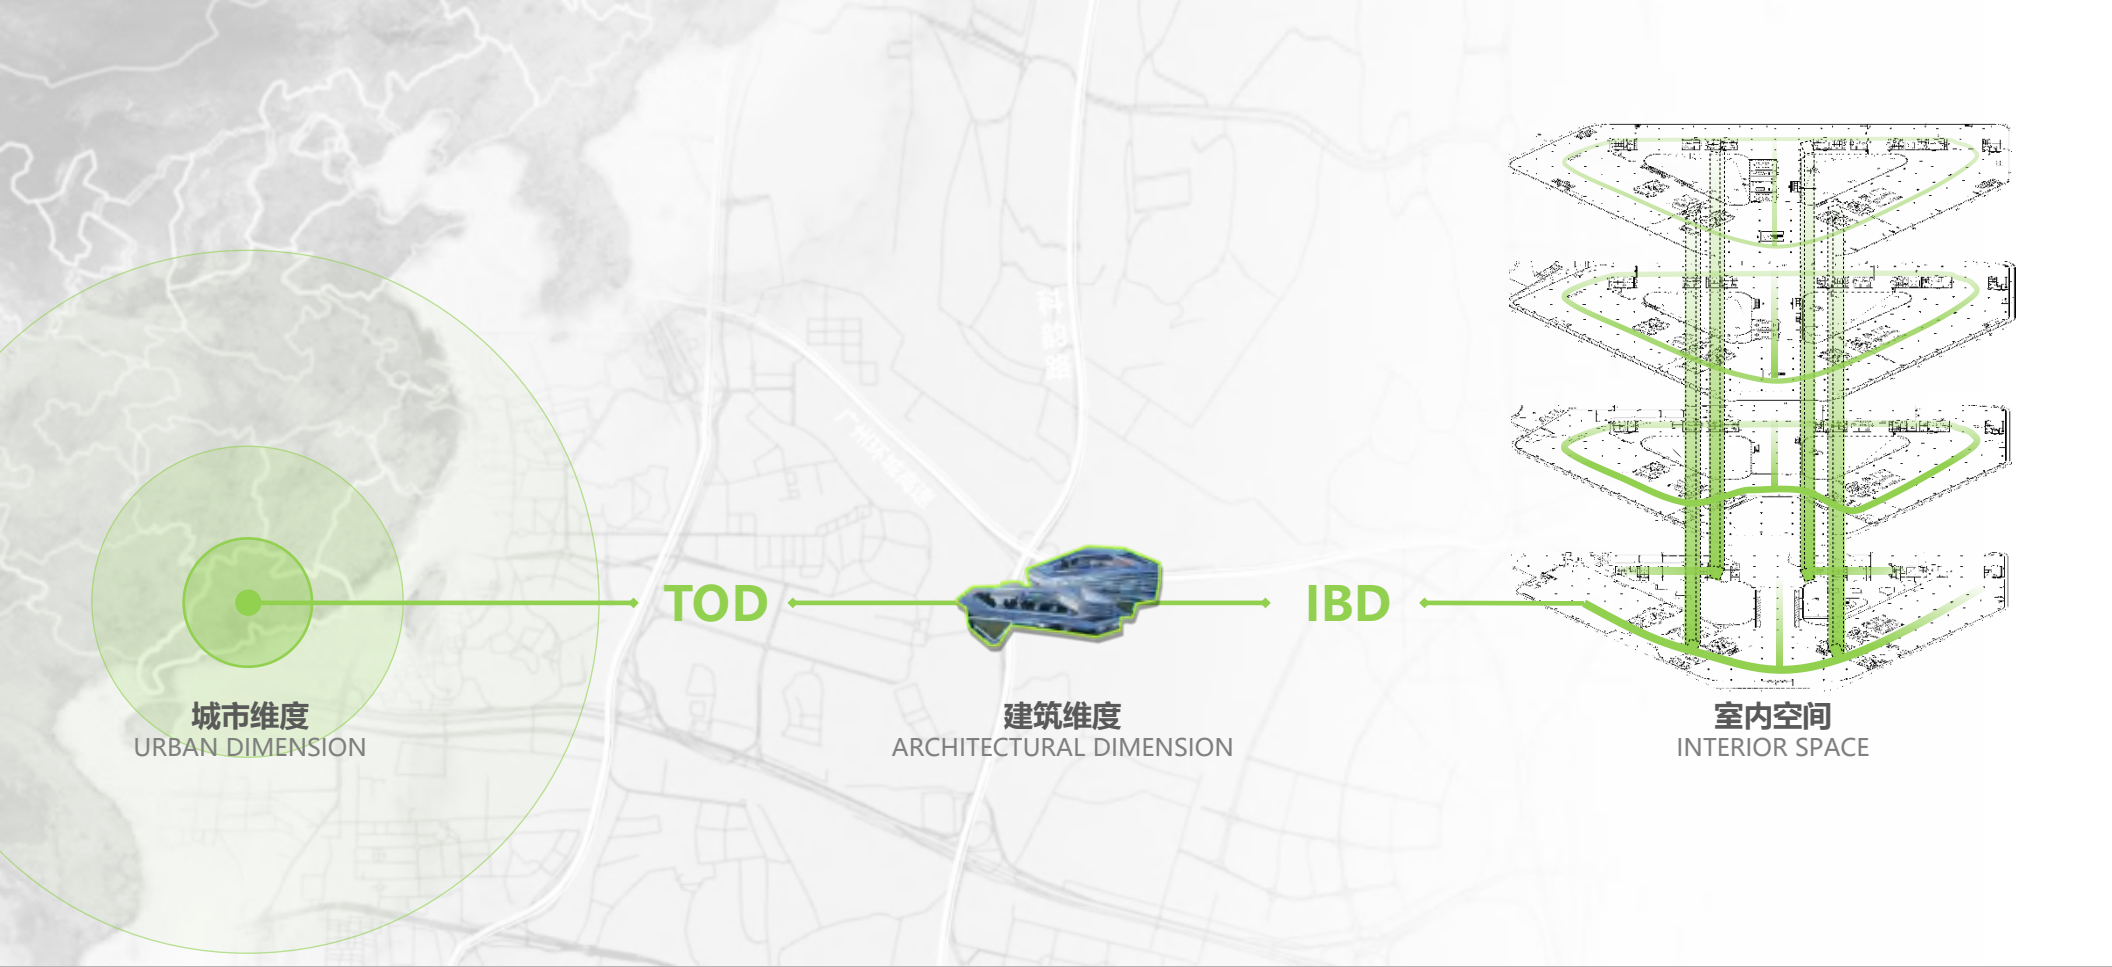 TOD
IBD
城市维度
URBAN DIMENSION
建筑维度
ARCHITECTURAL DIMENSION
室内空间
INTERIOR SPACE